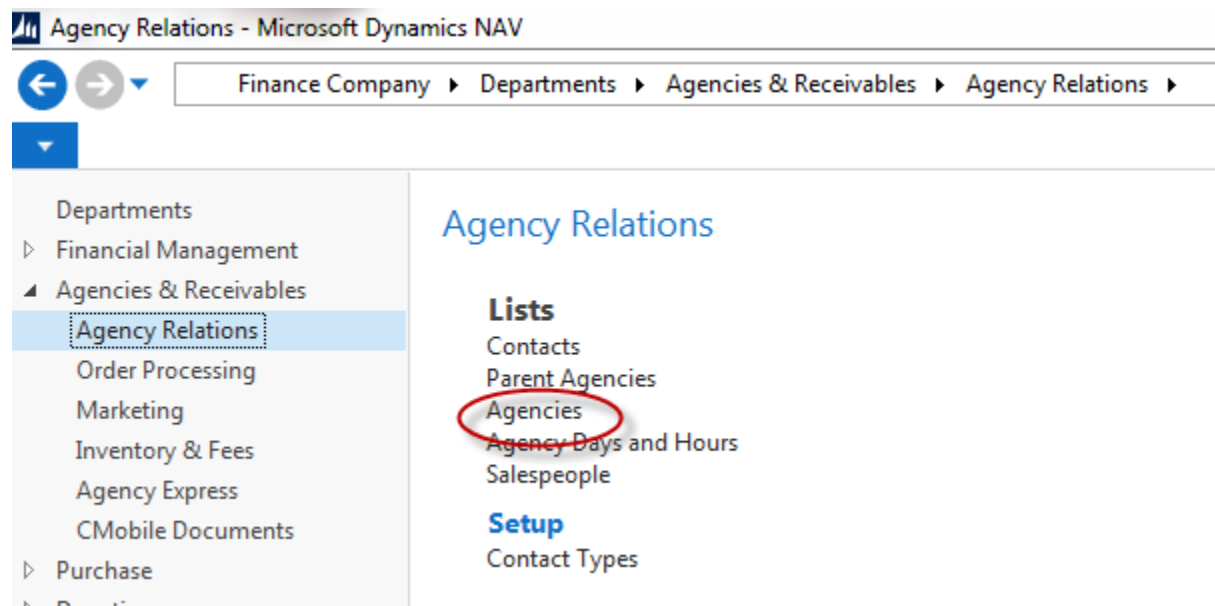 Agency Relations - Microsoft Dynamics NAV
Finance Company ▸ Departments ▸ Agencies & Receivables ▸ Agency Relations ▸
Departments
Financial Management
Agencies & Receivables
Agency Relations
Order Processing
Marketing
Inventory & Fees
Agency Express
CMobile Documents
Purchase
Agency Relations
Lists
Contacts
Parent Agencies
Agencies
Agency Days and Hours
Salespeople
Setup
Contact Types